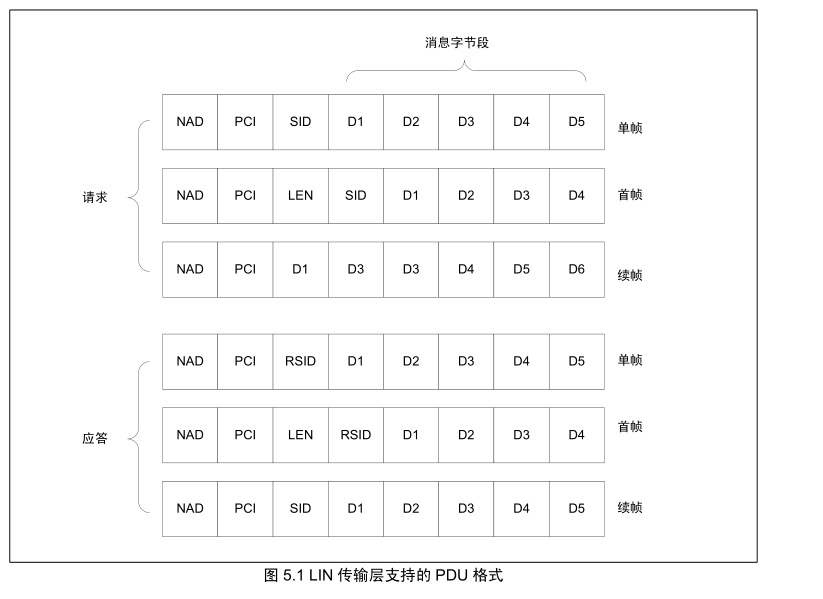 消息字节段
NAD PCI SID D1 D2 D3 D4 D5 单帧
请求 NAD PCI LEN SID D1 D2 D3 D4 首帧
NAD PCI D1 D3 D3 D4 D5 D6 续帧
NAD PCI RSID D1 D2 D3 D4 D5 单帧
应答 NAD PCI LEN RSID D1 D2 D3 D4 首帧
NAD PCI SID D1 D2 D3 D4 D5 续帧
图 5.1 LIN 传输层支持的 PDU 格式